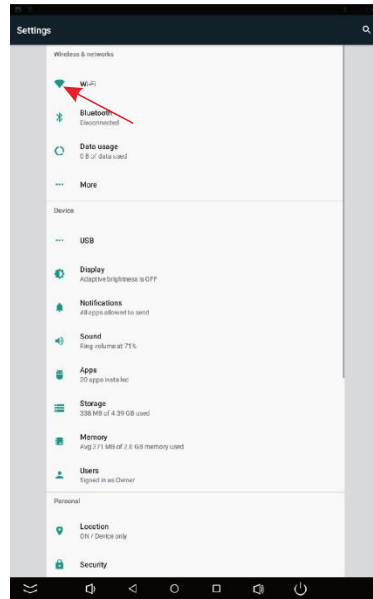 Settings
Wireless & networks
Wi-Fi
Bluetooth
Disconnected
Data usage
0 B of data used
More
Device
USB
Display
Adaptive brightness is OFF
Notifications
All apps allowed to send
Sound
Ring volume at 71%
Apps
20 apps installed
Storage
338 MB of 4.39 GB used
Memory
Avg 271 MB of 2.0 GB memory used
Users
Signed in as Owner
Personal
Location
ON / Device only
Security